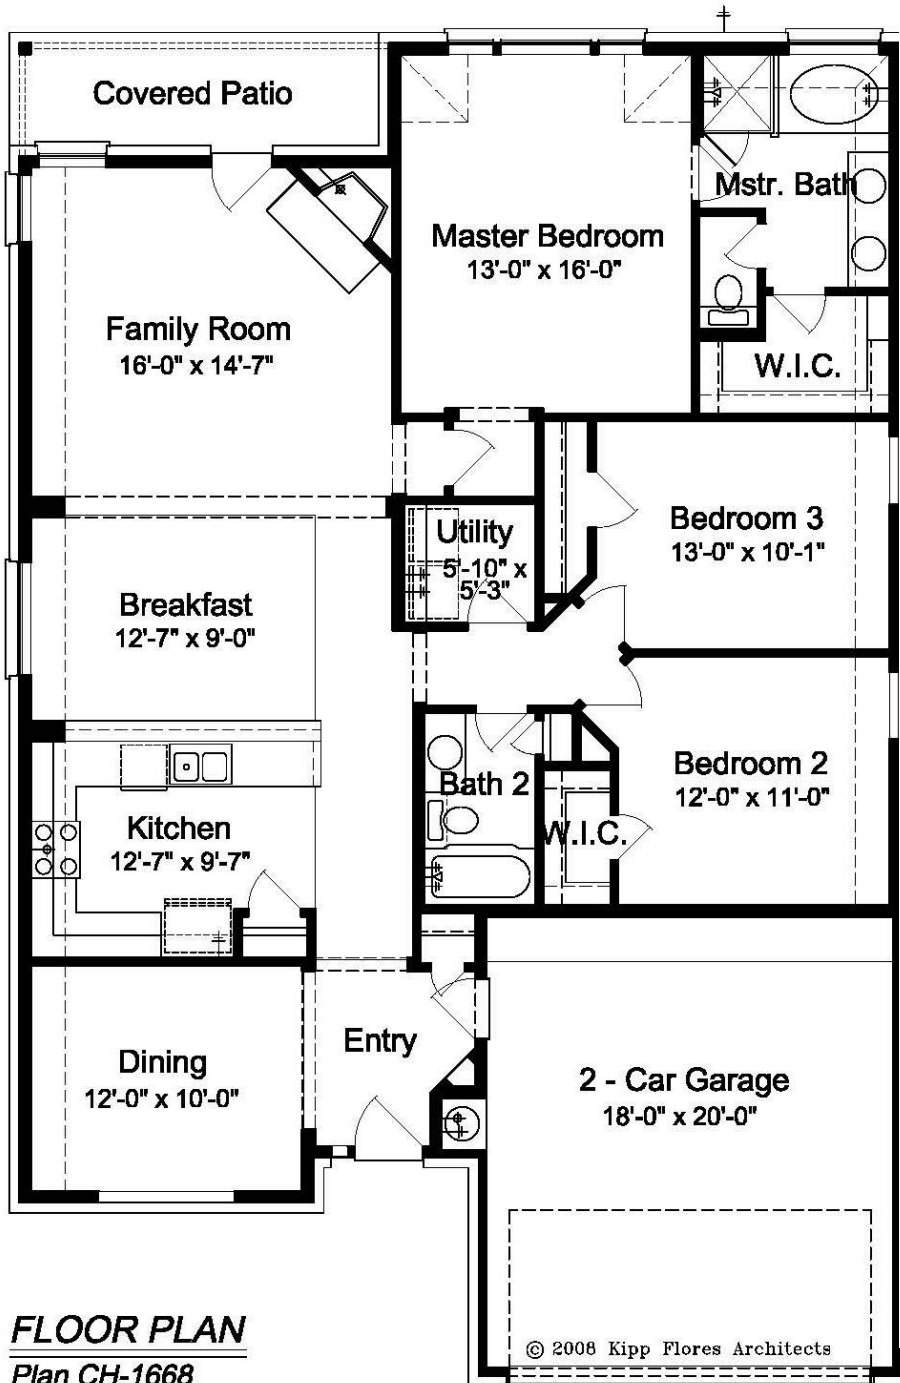 Covered Patio
Mstr. Bath
Master Bedroom
13'-0" x 16'-0"
Family Room
16'-0" x 14'-7"
W.I.C.
Utility
5'-10" x
5'-3"
Bedroom 3
13'-0" x 10'-1"
Breakfast
12'-7" x 9'-0"
Bedroom 2
12'-0" x 11'-0"
Bath 2
Kitchen
12'-7" x 9'-7"
W.I.C.
Entry
Dining
12'-0" x 10'-0"
2 - Car Garage
18'-0" x 20'-0"
FLOOR PLAN
© 2008 Kipp Flores Architects
Plan CH-1668